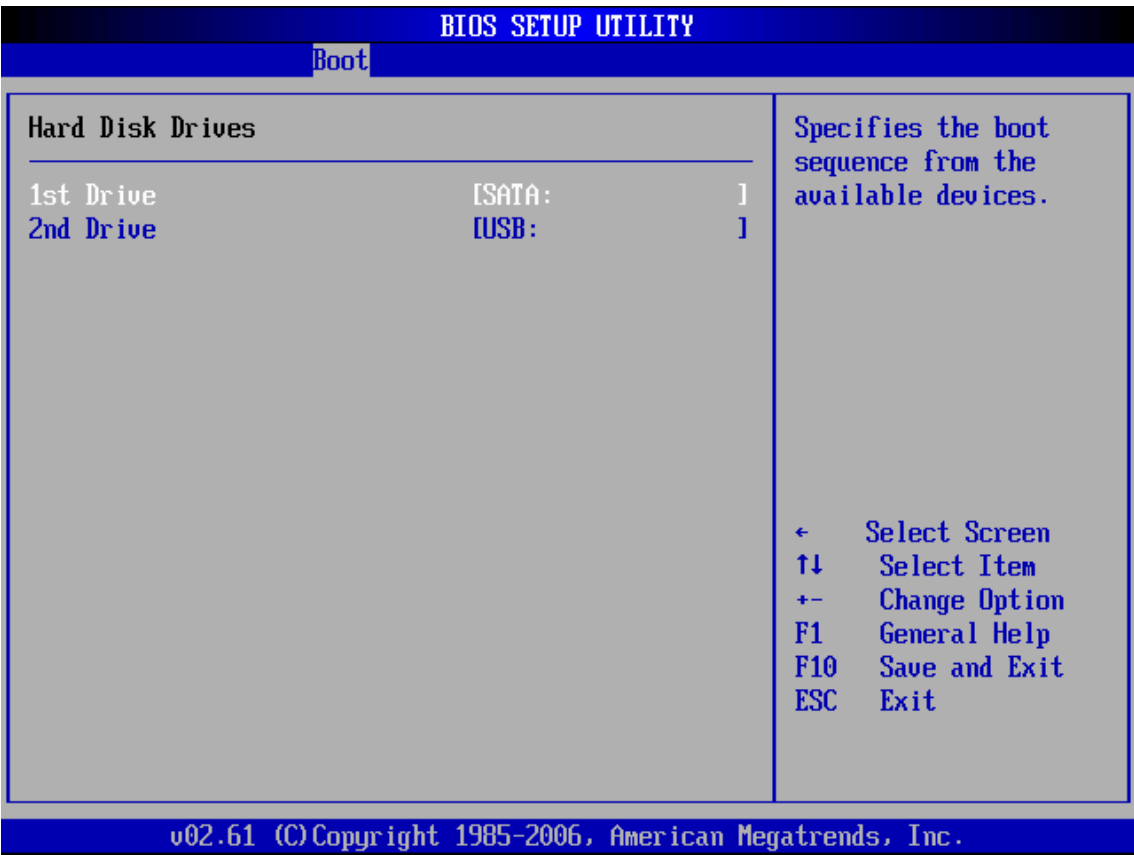 BIOS SETUP UTILITY
Boot
Hard Disk Drives
1st Drive [SATA: ]
2nd Drive [USB: ]
Specifies the boot
sequence from the
available devices.
← Select Screen
↑↓ Select Item
+- Change Option
F1 General Help
F10 Save and Exit
ESC Exit
v02.61 (C)Copyright 1985-2006, American Megatrends, Inc.